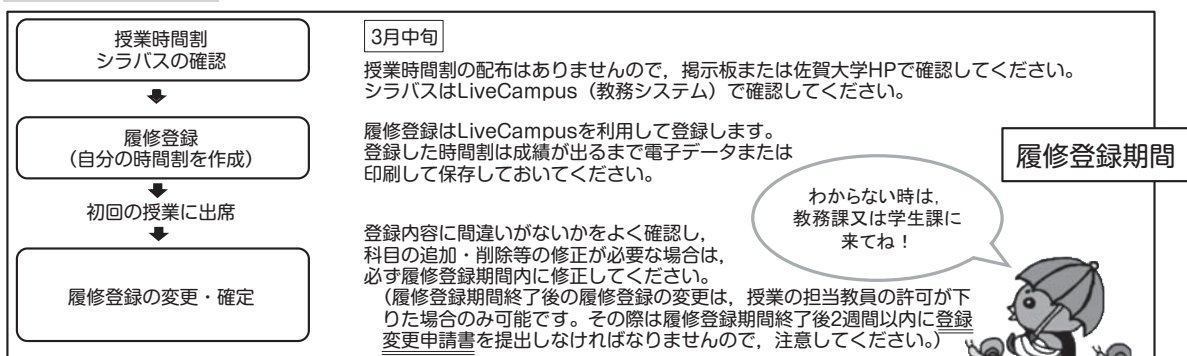 授業時間割
シラバスの確認
3月中旬
授業時間割の配布はありませんので，掲示板または佐賀大学HPで確認してください。
シラバスはLiveCampus（教務システム）で確認してください。
履修登録
（自分の時間割を作成）
履修登録はLiveCampusを利用して登録します。
登録した時間割は成績が出るまで電子データまたは
印刷して保存しておいてください。
履修登録期間
初回の授業に出席
わからない時は，
教務課又は学生課に
来てね！
履修登録の変更・確定
登録内容に間違いがないかをよく確認し，
科目の追加・削除等の修正が必要な場合は，
必ず履修登録期間内に修正してください。
（履修登録期間終了後の履修登録の変更は，授業の担当教員の許可が下
りた場合のみ可能です。その際は履修登録期間終了後2週間以内に登録
変更申請書を提出しなければなりませんので，注意してください。）